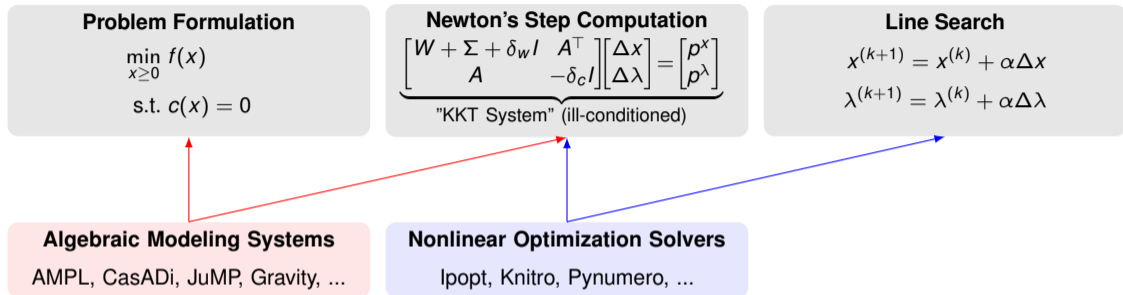 Problem Formulation
min f(x)
x≥0
s.t. c(x) = 0
Newton's Step Computation
[W + Σ + δ_w I   A^⊤] [Δx] = [p^x]
[A   −δ_c I] [Δλ]   [p^λ]
"KKT System" (ill-conditioned)
Line Search
x^(k+1) = x^(k) + αΔx
λ^(k+1) = λ^(k) + αΔλ
Algebraic Modeling Systems
AMPL, CasADi, JuMP, Gravity, ...
Nonlinear Optimization Solvers
Ipopt, Knitro, Pynumero, ...